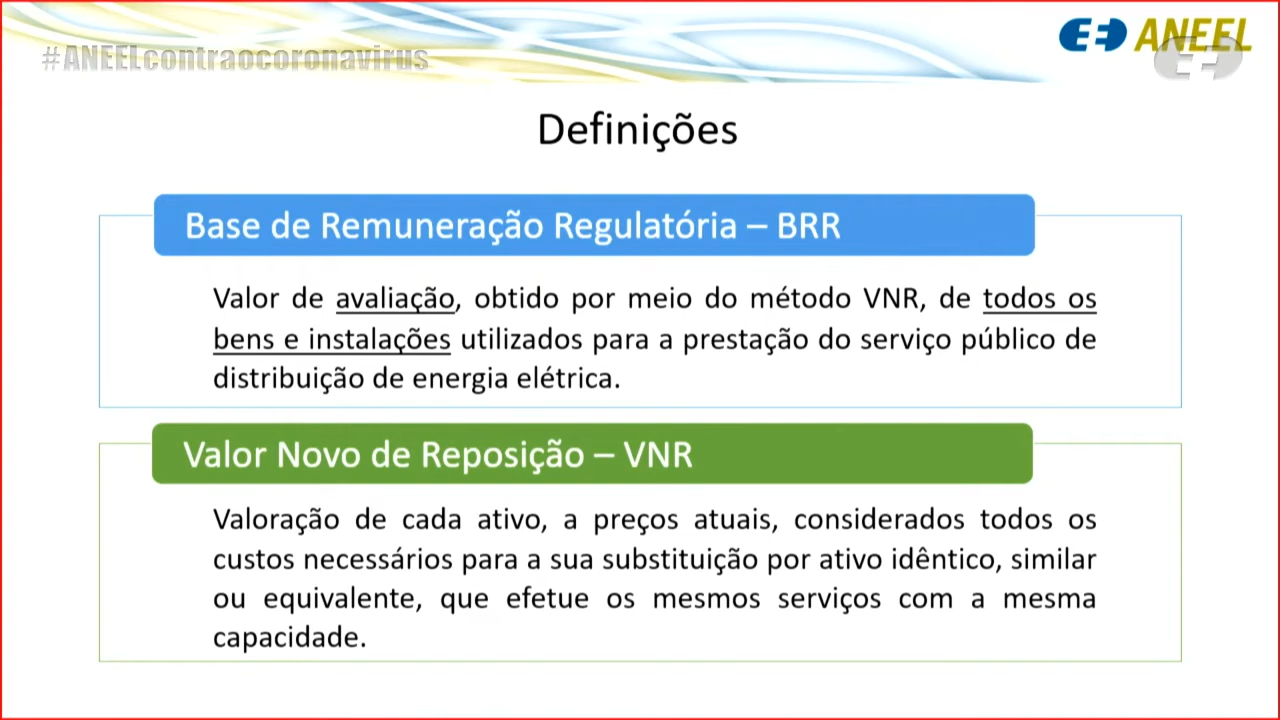 #ANEELcontraocoronavirus
ANEEL
Definições
Base de Remuneração Regulatória – BRR
Valor de avaliação, obtido por meio do método VNR, de todos os
bens e instalações utilizados para a prestação do serviço público de
distribuição de energia elétrica.
Valor Novo de Reposição – VNR
Valoração de cada ativo, a preços atuais, considerados todos os
custos necessários para a sua substituição por ativo idêntico, similar
ou equivalente, que efetue os mesmos serviços com a mesma
capacidade.